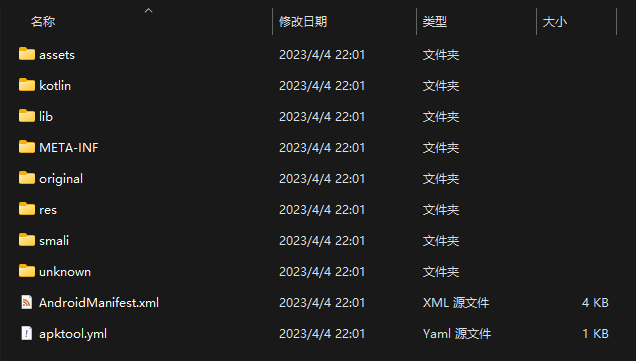 名称 修改日期 类型 大小
assets 2023/4/4 22:01 文件夹
kotlin 2023/4/4 22:01 文件夹
lib 2023/4/4 22:01 文件夹
META-INF 2023/4/4 22:01 文件夹
original 2023/4/4 22:01 文件夹
res 2023/4/4 22:01 文件夹
smali 2023/4/4 22:01 文件夹
unknown 2023/4/4 22:01 文件夹
AndroidManifest.xml 2023/4/4 22:01 XML 源文件 4 KB
apktool.yml 2023/4/4 22:01 Yaml 源文件 1 KB